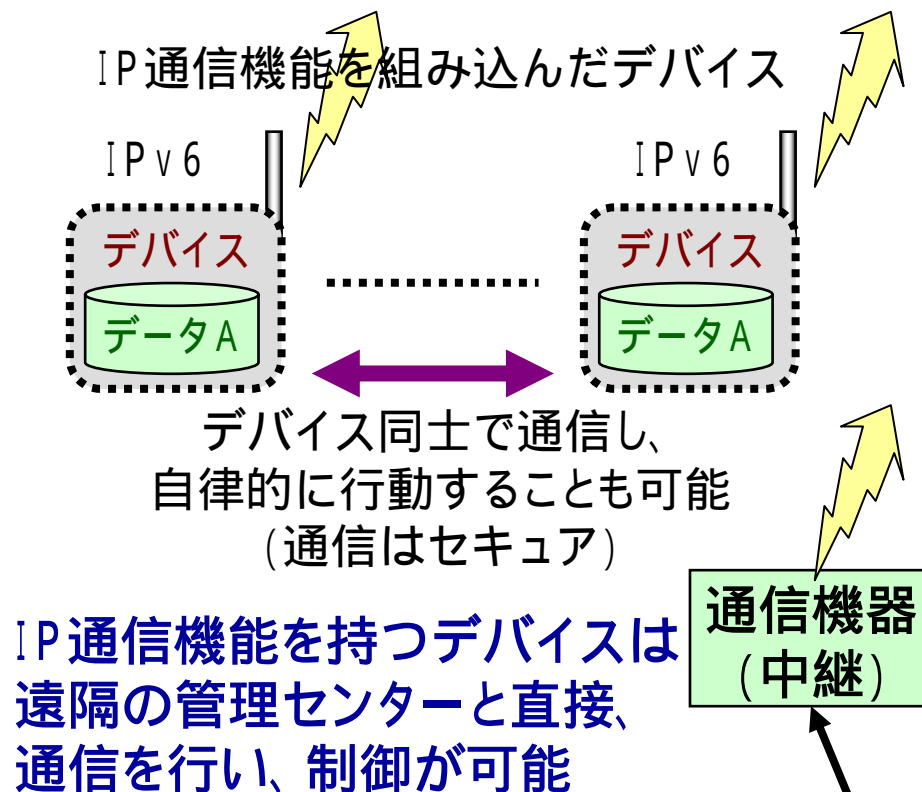 IP通信機能を組み込んだデバイス
IPv6
IPv6
デバイス
デバイス
データA
データA
デバイス同士で通信し、
自律的に行動することも可能
(通信はセキュア)
通信機器
(中継)
IP通信機能を持つデバイスは
遠隔の管理センターと直接、
通信を行い、制御が可能